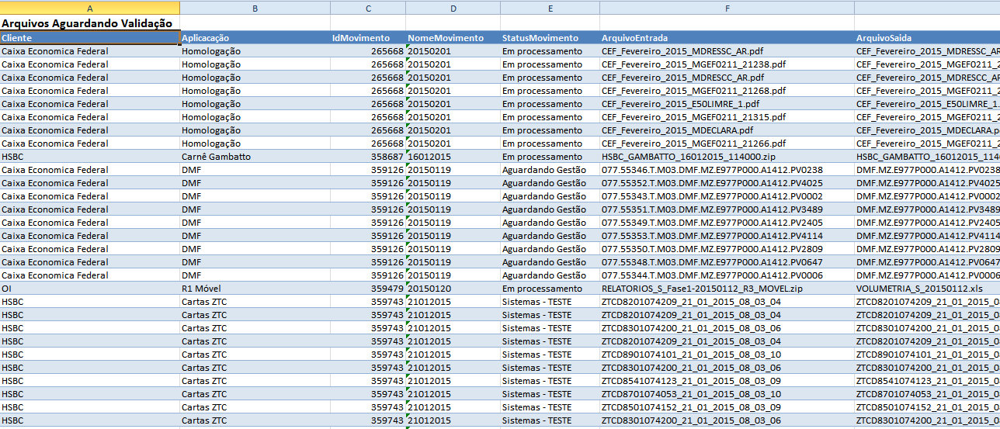 A B C D E F
Arquivos Aguardando Validação
Cliente Aplicacação IdMovimento NomeMovimento StatusMovimento ArquivoEntrada ArquivoSaida
Caixa Economica Federal Homologação 265668 20150201 Em processamento CEF_Fevereiro_2015_MDRESSC_AR.pdf CEF_Fevereiro_2015_MDRESSC_AR
Caixa Economica Federal Homologação 265668 20150201 Em processamento CEF_Fevereiro_2015_MGEF0211_21238.pdf CEF_Fevereiro_2015_MGEF0211_2
Caixa Economica Federal Homologação 265668 20150201 Em processamento CEF_Fevereiro_2015_MDRESCC_AR.pdf CEF_Fevereiro_2015_MDRESCC_AR
Caixa Economica Federal Homologação 265668 20150201 Em processamento CEF_Fevereiro_2015_MGEF0211_21268.pdf CEF_Fevereiro_2015_MGEF0211_2
Caixa Economica Federal Homologação 265668 20150201 Em processamento CEF_Fevereiro_2015_E50LIMRE_1.pdf CEF_Fevereiro_2015_E50LIMRE_1.
Caixa Economica Federal Homologação 265668 20150201 Em processamento CEF_Fevereiro_2015_MGEF0211_21315.pdf CEF_Fevereiro_2015_MGEF0211_2
Caixa Economica Federal Homologação 265668 20150201 Em processamento CEF_Fevereiro_2015_MDECLARA.pdf CEF_Fevereiro_2015_MDECLARA.p
Caixa Economica Federal Homologação 265668 20150201 Em processamento CEF_Fevereiro_2015_MGEF0211_21266.pdf CEF_Fevereiro_2015_MGEF0211_2
HSBC Carnê Gambatto 358687 16012015 Em processamento HSBC_GAMBATTO_16012015_114000.zip HSBC_GAMBATTO_16012015_114
Caixa Economica Federal DMF 359126 20150119 Aguardando Gestão 077.55346.T.M03.DMF.MZ.E977P000.A1412.PV0238 DMF.MZ.E977P000.A1412.PV0238
Caixa Economica Federal DMF 359126 20150119 Aguardando Gestão 077.55352.T.M03.DMF.MZ.E977P000.A1412.PV4025 DMF.MZ.E977P000.A1412.PV4025
Caixa Economica Federal DMF 359126 20150119 Aguardando Gestão 077.55343.T.M03.DMF.MZ.E977P000.A1412.PV0002 DMF.MZ.E977P000.A1412.PV0002
Caixa Economica Federal DMF 359126 20150119 Aguardando Gestão 077.55351.T.M03.DMF.MZ.E977P000.A1412.PV3489 DMF.MZ.E977P000.A1412.PV3489
Caixa Economica Federal DMF 359126 20150119 Aguardando Gestão 077.55349.T.M03.DMF.MZ.E977P000.A1412.PV2405 DMF.MZ.E977P000.A1412.PV2405
Caixa Economica Federal DMF 359126 20150119 Aguardando Gestão 077.55353.T.M03.DMF.MZ.E977P000.A1412.PV4114 DMF.MZ.E977P000.A1412.PV4114
Caixa Economica Federal DMF 359126 20150119 Aguardando Gestão 077.55350.T.M03.DMF.MZ.E977P000.A1412.PV2809 DMF.MZ.E977P000.A1412.PV2809
Caixa Economica Federal DMF 359126 20150119 Aguardando Gestão 077.55348.T.M03.DMF.MZ.E977P000.A1412.PV0647 DMF.MZ.E977P000.A1412.PV0647
Caixa Economica Federal DMF 359126 20150119 Aguardando Gestão 077.55344.T.M03.DMF.MZ.E977P000.A1412.PV0006 DMF.MZ.E977P000.A1412.PV0006
OI R1 Móvel 359479 20150120 Em processamento RELATORIOS_S_Fase1-20150112_R3_MOVEL.zip VOLUMETRIA_S_20150112.xls
HSBC Cartas ZTC 359743 21012015 Sistemas - TESTE ZTCD8201074209_21_01_2015_08_03_04 ZTCD8201074209_21_01_2015_0
HSBC Cartas ZTC 359743 21012015 Sistemas - TESTE ZTCD8201074209_21_01_2015_08_03_04 ZTCD8201074209_21_01_2015_0
HSBC Cartas ZTC 359743 21012015 Sistemas - TESTE ZTCD8301074200_21_01_2015_08_03_06 ZTCD8301074200_21_01_2015_0
HSBC Cartas ZTC 359743 21012015 Sistemas - TESTE ZTCD8201074209_21_01_2015_08_03_04 ZTCD8201074209_21_01_2015_0
HSBC Cartas ZTC 359743 21012015 Sistemas - TESTE ZTCD8901074101_21_01_2015_08_03_10 ZTCD8901074101_21_01_2015_0
HSBC Cartas ZTC 359743 21012015 Sistemas - TESTE ZTCD8301074200_21_01_2015_08_03_06 ZTCD8301074200_21_01_2015_0
HSBC Cartas ZTC 359743 21012015 Sistemas - TESTE ZTCD8541074123_21_01_2015_08_03_09 ZTCD8541074123_21_01_2015_0
HSBC Cartas ZTC 359743 21012015 Sistemas - TESTE ZTCD8701074053_21_01_2015_08_03_10 ZTCD8701074053_21_01_2015_0
HSBC Cartas ZTC 359743 21012015 Sistemas - TESTE ZTCD8501074152_21_01_2015_08_03_09 ZTCD8501074152_21_01_2015_0
HSBC Cartas ZTC 359743 21012015 Sistemas - TESTE ZTCD8301074200_21_01_2015_08_03_06 ZTCD8301074200_21_01_2015_0